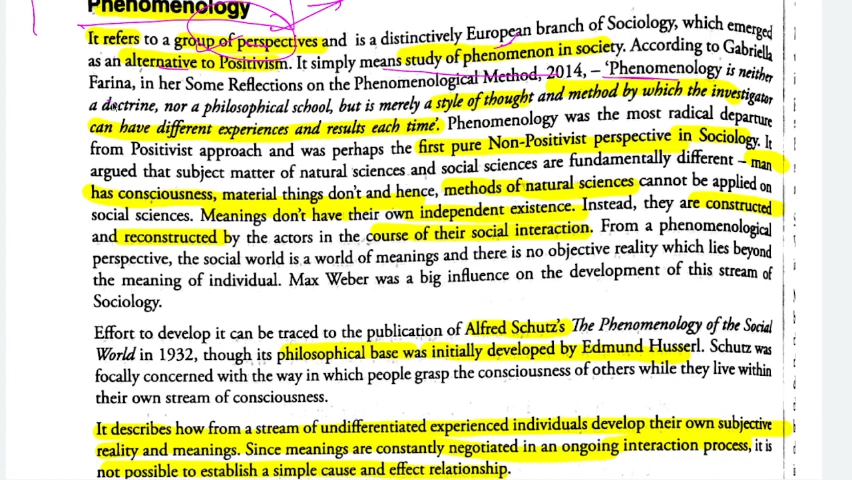 Phenomenology
It refers to a group of perspectives and is a distinctively European branch of Sociology, which emerged
as an alternative to Positivism. It simply means study of phenomenon in society. According to Gabriella
Farina, in her Some Reflections on the Phenomenological Method, 2014, – 'Phenomenology is neither
a doctrine, nor a philosophical school, but is merely a style of thought and method by which the investigator
can have different experiences and results each time'. Phenomenology was the most radical departure
from Positivist approach and was perhaps the first pure Non-Positivist perspective in Sociology. It
argued that subject matter of natural sciences and social sciences are fundamentally different – man
has consciousness, material things don't and hence, methods of natural sciences cannot be applied on
social sciences. Meanings don't have their own independent existence. Instead, they are constructed
and reconstructed by the actors in the course of their social interaction. From a phenomenological
perspective, the social world is a world of meanings and there is no objective reality which lies beyond
the meaning of individual. Max Weber was a big influence on the development of this stream of
Sociology.
Effort to develop it can be traced to the publication of Alfred Schutz's The Phenomenology of the Social
World in 1932, though its philosophical base was initially developed by Edmund Husserl. Schutz was
focally concerned with the way in which people grasp the consciousness of others while they live within
their own stream of consciousness.
It describes how from a stream of undifferentiated experienced individuals develop their own subjective
reality and meanings. Since meanings are constantly negotiated in an ongoing interaction process, it is
not possible to establish a simple cause and effect relationship.